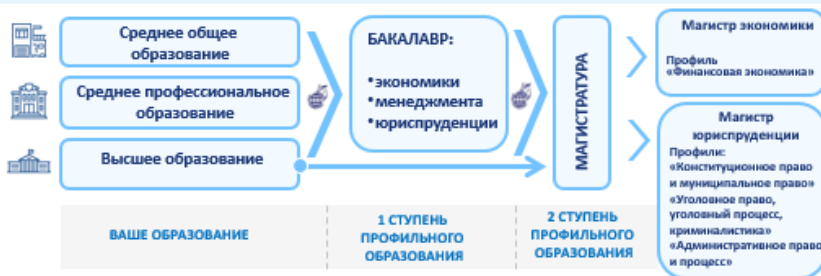 Среднее общее
образование
Среднее профессиональное
образование
Высшее образование
БАКАЛАВР:
•экономики
•менеджмента
•юриспруденции
МАГИСТРАТУРА
Магистр экономики
Профиль
«Финансовая экономика»
Магистр
юриспруденции
Профили:
«Конституционное право
и муниципальное право»
«Уголовное право,
уголовный процесс,
криминалистика»
«Административное право
и процесс»
ВАШЕ ОБРАЗОВАНИЕ
1 СТУПЕНЬ
ПРОФИЛЬНОГО
ОБРАЗОВАНИЯ
2 СТУПЕНЬ
ПРОФИЛЬНОГО
ОБРАЗОВАНИЯ